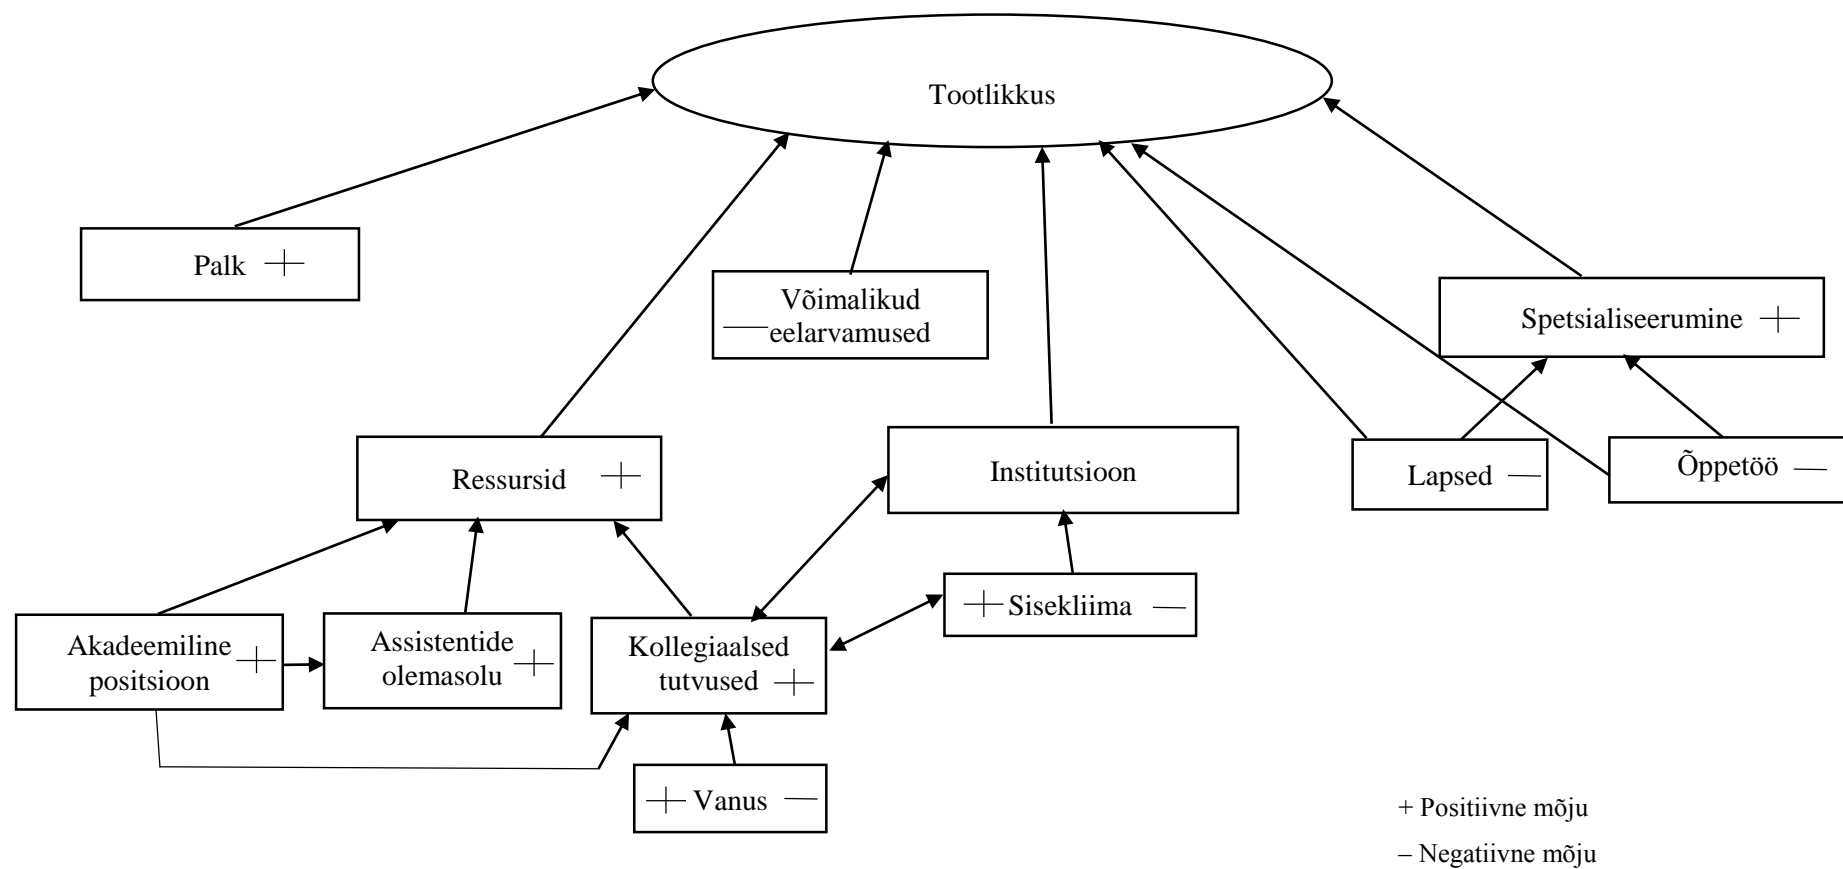 Tootlikkus
Palk +
Võimalikud
— eelarvamused
Spetsialiseerumine +
Ressursid +
Institutsioon
Lapsed —
Õppetöö —
Akadeemiline +
positsioon
Assistentide +
olemasolu
Kollegiaalsed
tutvused +
+ Sisekliima —
+ Vanus —
+ Positiivne mõju
– Negatiivne mõju